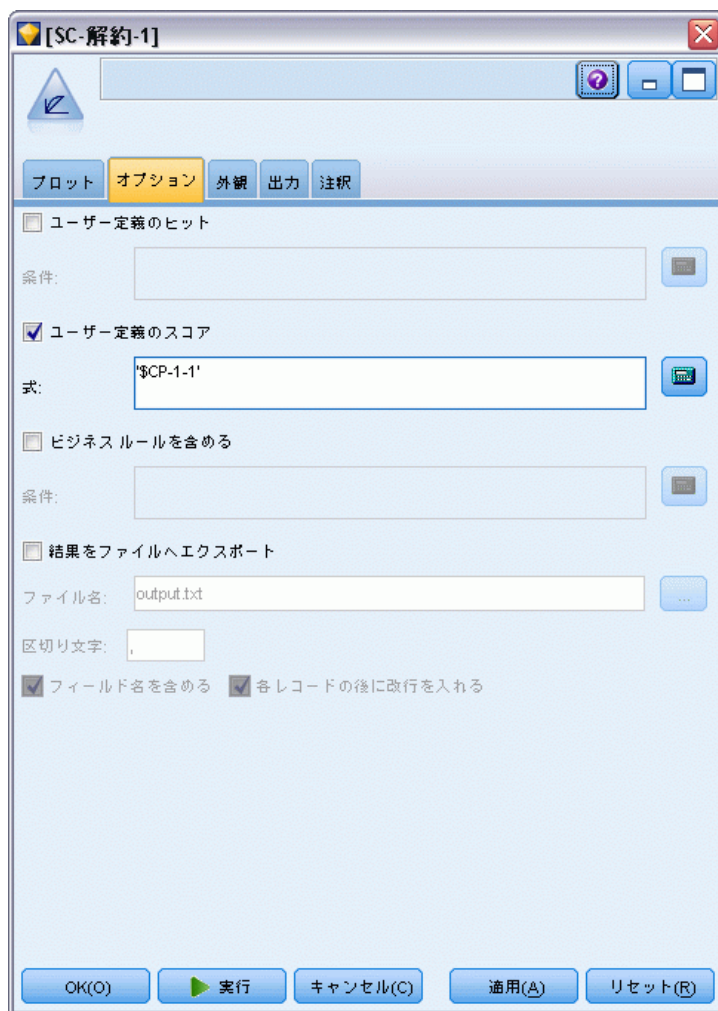 [$C-解約-1]
プロット オプション 外観 出力 注釈
ユーザー定義のヒット
条件:
ユーザー定義のスコア
式: '$CP-1-1'
ビジネス ルールを含める
条件:
結果をファイルへエクスポート
ファイル名: output.txt ...
区切り文字: ,
フィールド名を含める 各レコードの後に改行を入れる
OK(O) 実行 キャンセル(C) 適用(A) リセット(R)